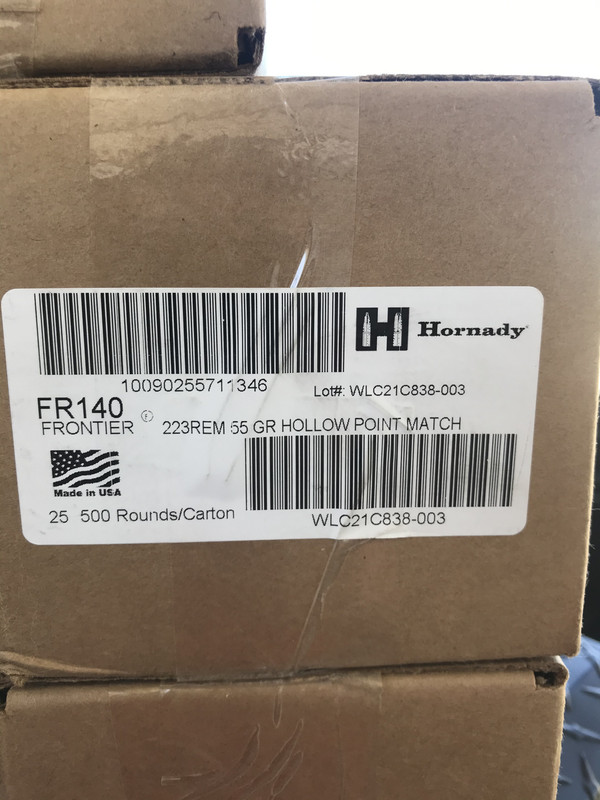 Hornady
10090255711346
Lot#: WLC21C838-003
FR140
FRONTIER 223REM 55 GR HOLLOW POINT MATCH
Made in USA
25 500 Rounds/Carton
WLC21C838-003